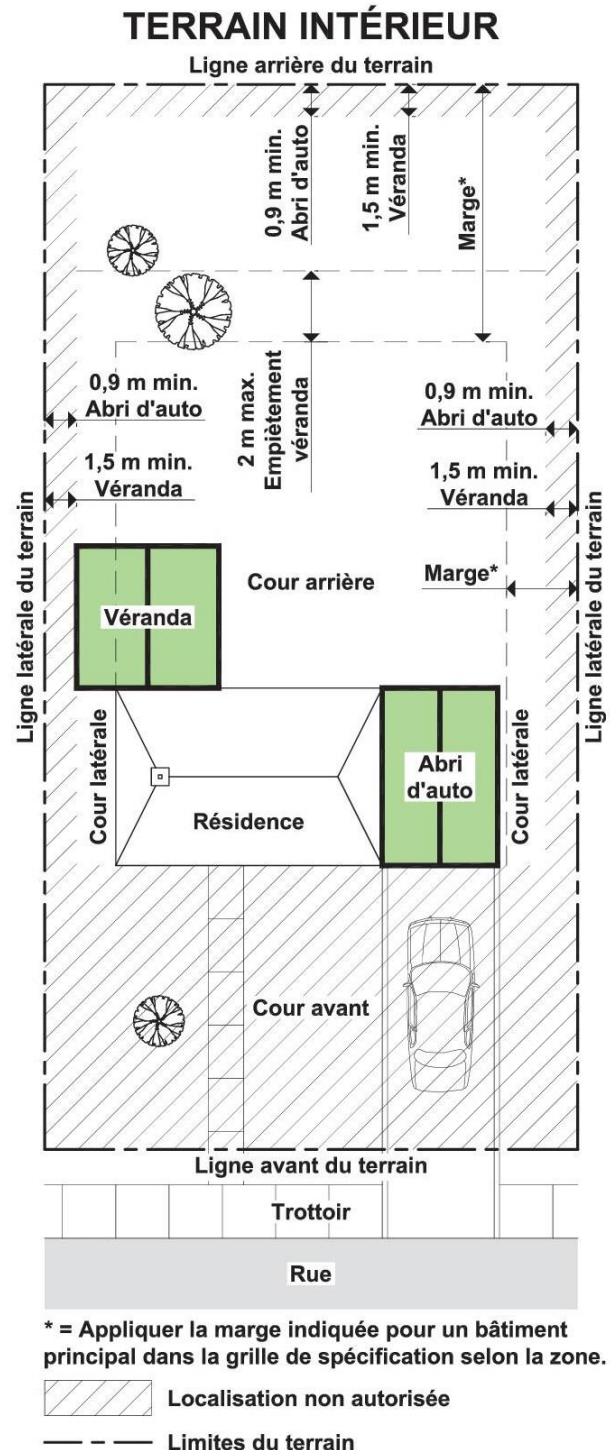 TERRAIN INTÉRIEUR
Ligne arrière du terrain
0,9 m min.
Abri d'auto
1,5 m min.
Véranda
Marge*
0,9 m min.
Abri d'auto
2 m max.
Empiètement
véranda
0,9 m min.
Abri d'auto
1,5 m min.
Véranda
1,5 m min.
Véranda
Ligne latérale du terrain
Cour arrière
Marge*
Ligne latérale du terrain
Véranda
Cour latérale
Résidence
Abri
d'auto
Cour latérale
Cour avant
Ligne avant du terrain
Trottoir
Rue
* = Appliquer la marge indiquée pour un bâtiment
principal dans la grille de spécification selon la zone.
Localisation non autorisée
Limites du terrain